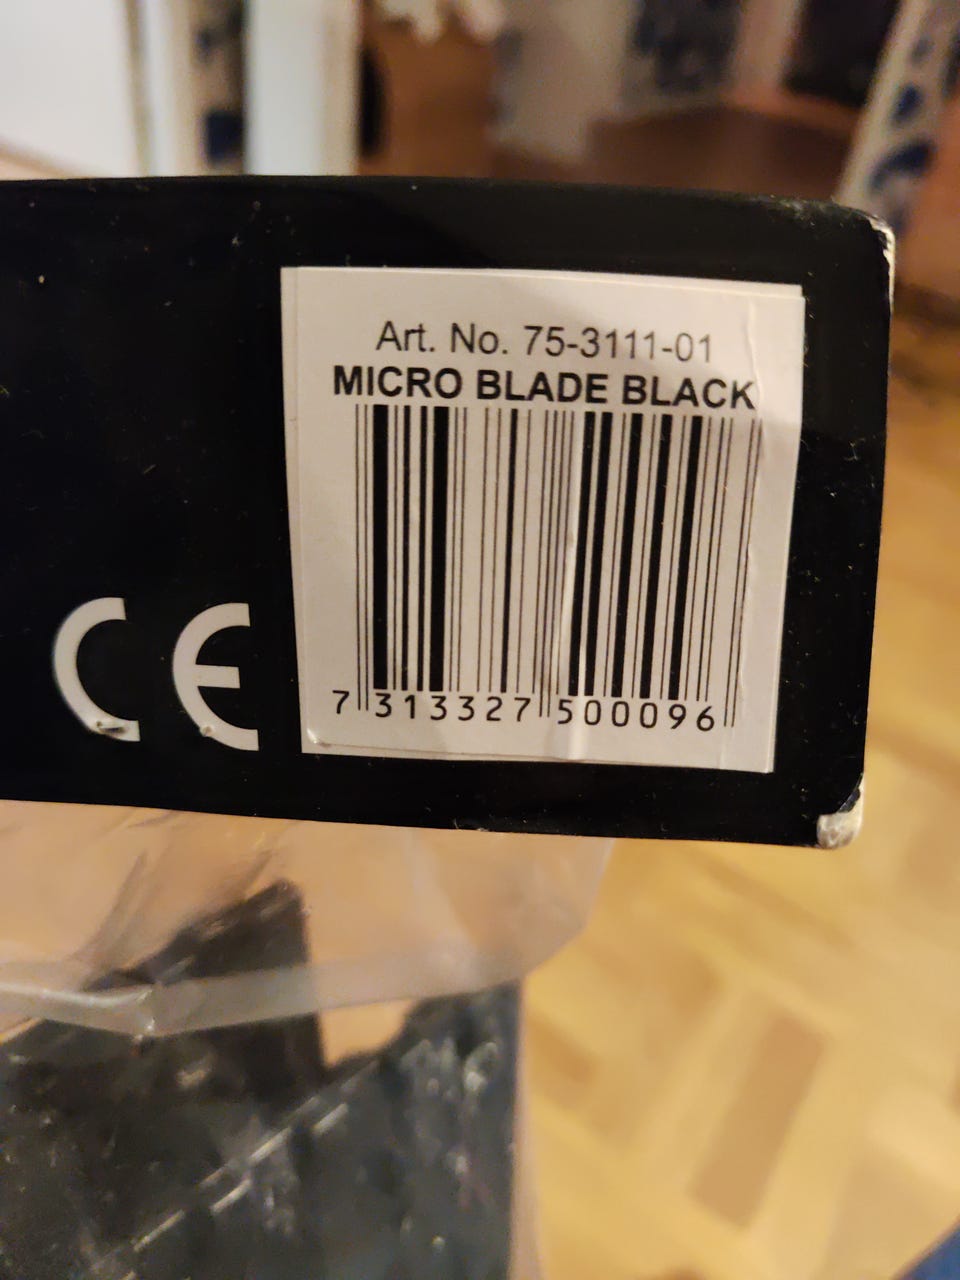 Art. No. 75-3111-01
MICRO BLADE BLACK
7 313327 500096
CE